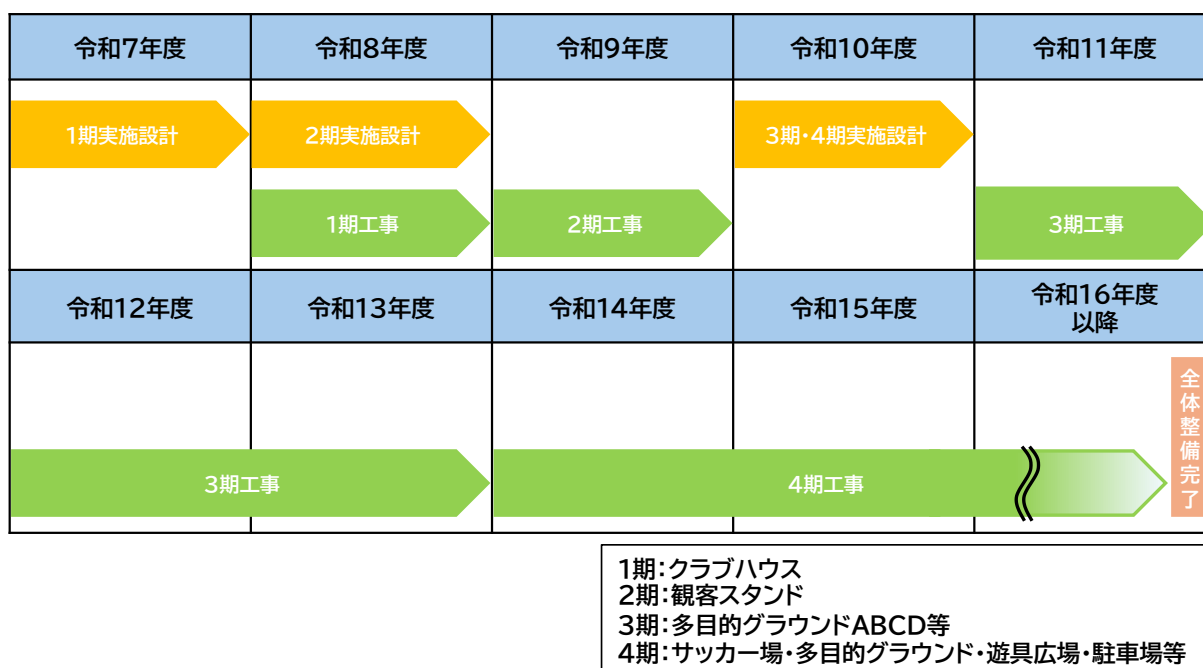 令和7年度
令和8年度
令和9年度
令和10年度
令和11年度
1期実施設計
2期実施設計
3期・4期実施設計
1期工事
2期工事
3期工事
令和12年度
令和13年度
令和14年度
令和15年度
令和16年度
以降
3期工事
4期工事
全体整備完了
1期：クラブハウス
2期：観客スタンド
3期：多目的グラウンドABCD等
4期：サッカー場・多目的グラウンド・遊具広場・駐車場等